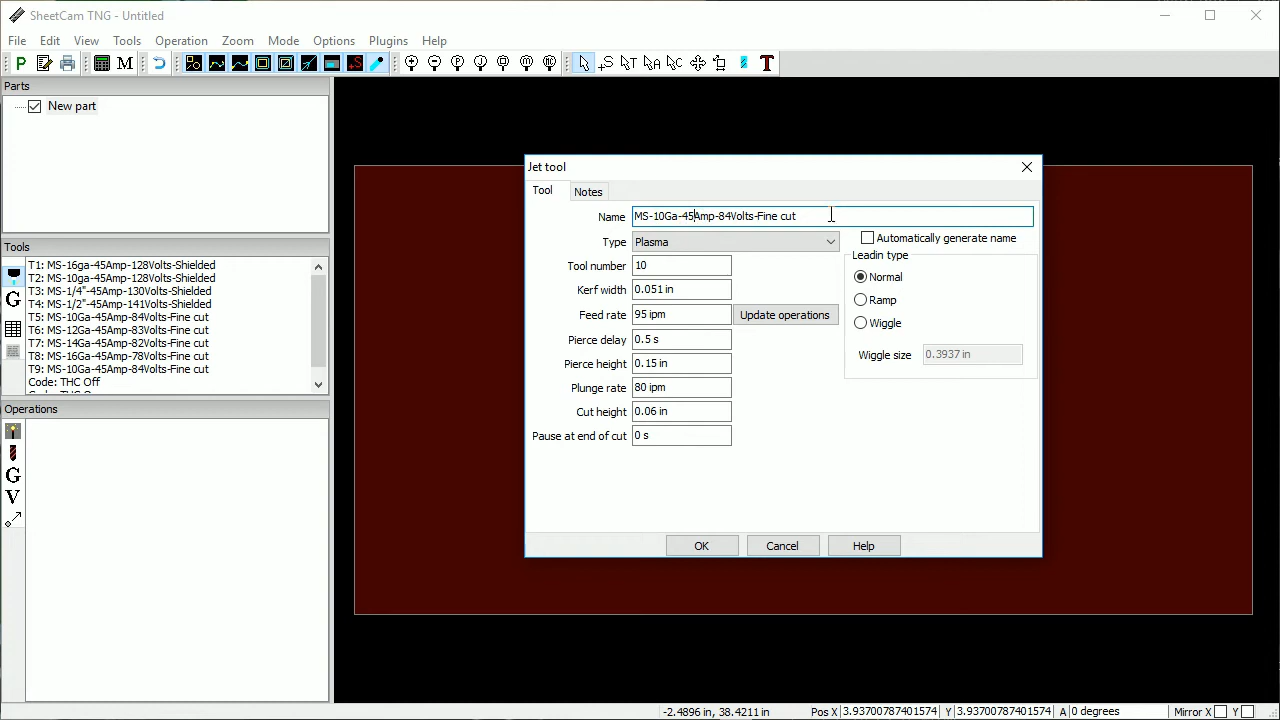 SheetCam TNG - Untitled
File Edit View Tools Operation Zoom Mode Options Plugins Help
P M S T A C T
Parts
New part
Tools
T1: MS-16ga-45Amp-128Volts-Shielded
T2: MS-10ga-45Amp-128Volts-Shielded
T3: MS-1/4"-45Amp-130Volts-Shielded
T4: MS-1/2"-45Amp-141Volts-Shielded
T5: MS-10Ga-45Amp-84Volts-Fine cut
T6: MS-12Ga-45Amp-83Volts-Fine cut
T7: MS-14Ga-45Amp-82Volts-Fine cut
T8: MS-16Ga-45Amp-78Volts-Fine cut
T9: MS-10Ga-45Amp-84Volts-Fine cut
Code: THC Off
G
Operations
G
V
Jet tool
Tool Notes
Name MS-10Ga-45Amp-84Volts-Fine cut
Type Plasma
Automatically generate name
Tool number 10
Kerf width 0.051 in
Feed rate 95 ipm Update operations
Pierce delay 0.5 s
Pierce height 0.15 in
Plunge rate 80 ipm
Cut height 0.06 in
Pause at end of cut 0 s
Leadin type
Normal
Ramp
Wiggle
Wiggle size 0.3937 in
OK Cancel Help
-2.4896 in, 38.4211 in Pos X 3.93700787401574 Y 3.93700787401574 A 0 degrees Mirror X Y